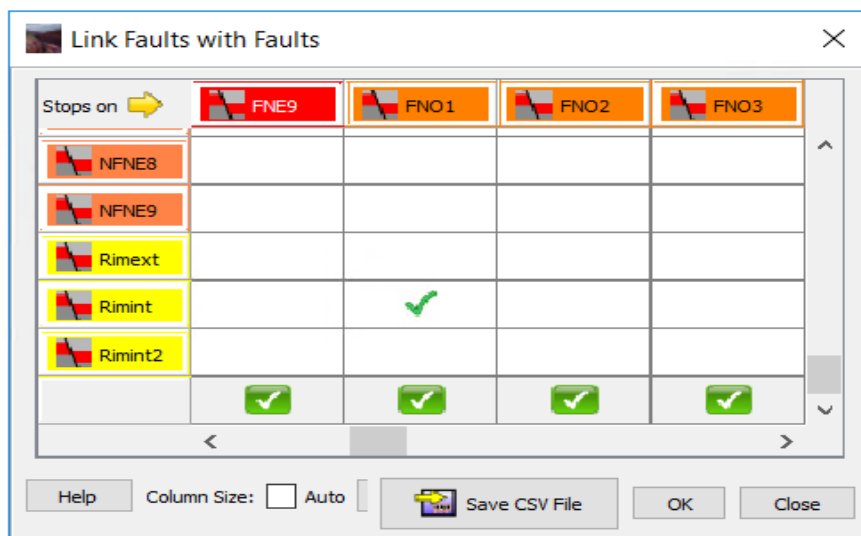 Link Faults with Faults
Stops on FNE9 FNO1 FNO2 FNO3
NFNE8
NFNE9
Rimext
Rimint
Rimint2
Help Column Size: Auto Save CSV File OK Close